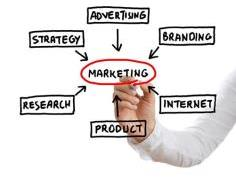 ADVERTISING
STRATEGY
BRANDING
MARKETING
RESEARCH
INTERNET
PRODUCT